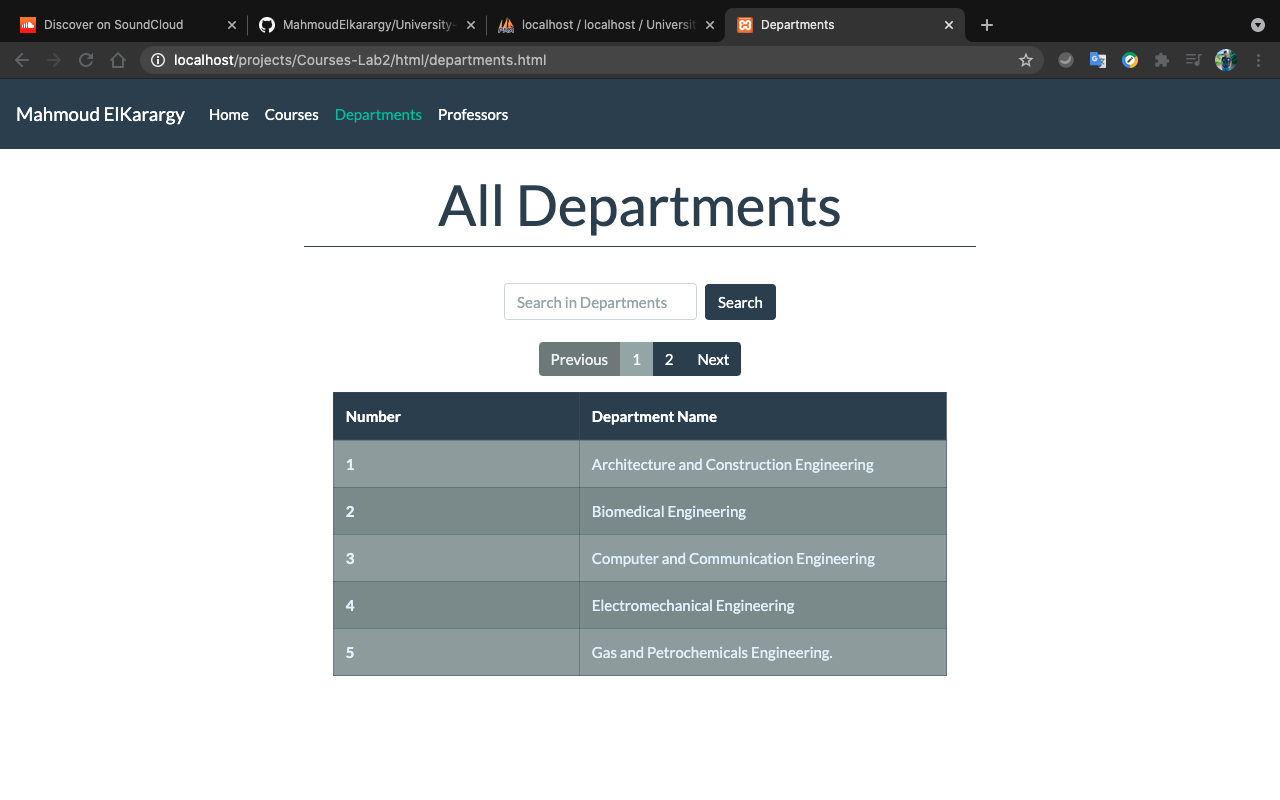 Discover on SoundCloud MahmoudElkarargy/University- localhost / localhost / Universit Departments
localhost/projects/Courses-Lab2/html/departments.html
Mahmoud ElKarargy Home Courses Departments Professors
All Departments
Search in Departments Search
Previous 1 2 Next
Number Department Name
1 Architecture and Construction Engineering
2 Biomedical Engineering
3 Computer and Communication Engineering
4 Electromechanical Engineering
5 Gas and Petrochemicals Engineering.